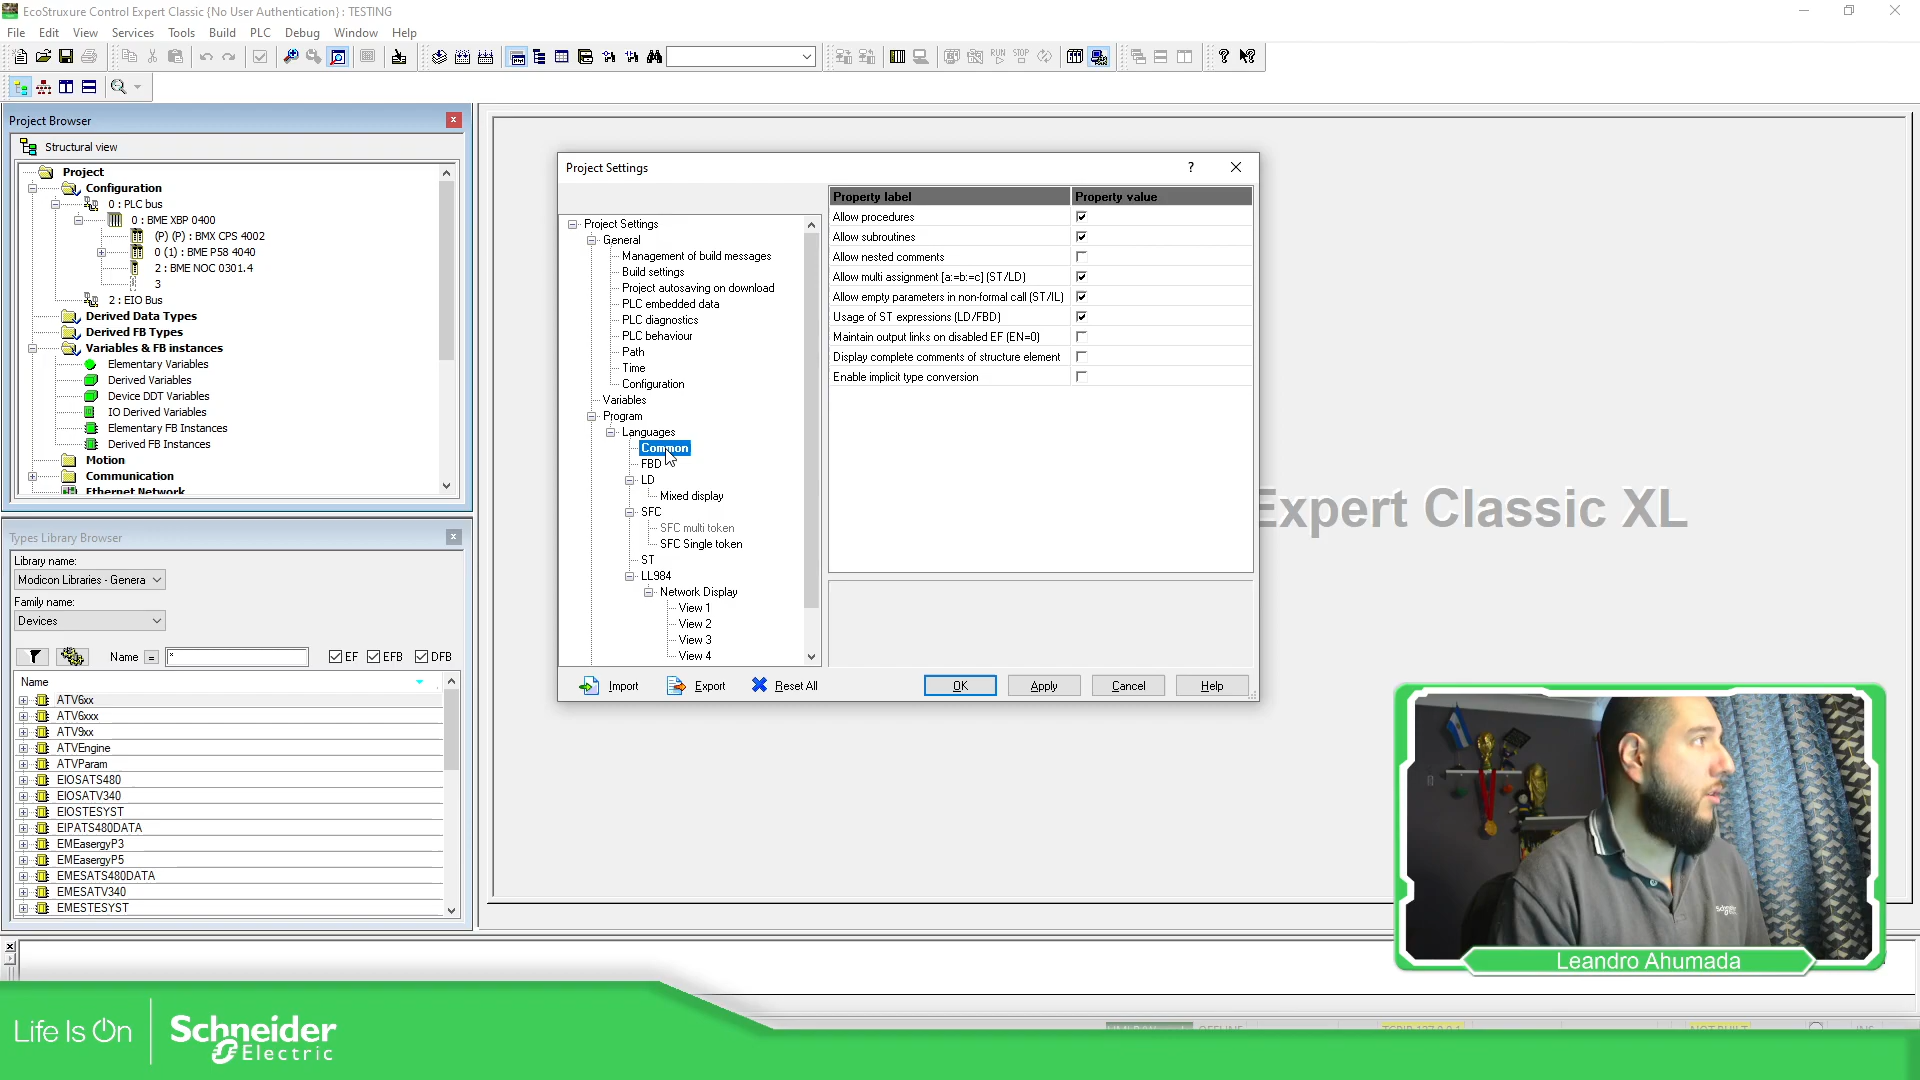 EcoStruxure Control Expert Classic {No User Authentication} : TESTING
File Edit View Services Tools Build PLC Debug Window Help
Project Browser
Structural view
Project
Configuration
0 : PLC bus
0 : BME XBP 0400
(P) (P) : BMX CPS 4002
0 (1) : BME P58 4040
2 : BME NOC 0301.4
3
2 : EIO Bus
Derived Data Types
Derived FB Types
Variables & FB instances
Elementary Variables
Derived Variables
Device DDT Variables
IO Derived Variables
Elementary FB Instances
Derived FB Instances
Motion
Communication
Ethernet Network
Types Library Browser
Library name:
Modicon Libraries - Genera
Family name:
Devices
Name = * EF EFB DFB
Name
ATV6xx
ATV6xxx
ATV9xx
ATVEngine
ATVParam
EIOSATS480
EIOSATV340
EIOSTESYST
EIPATS480DATA
EMEasergyP3
EMEasergyP5
EMESATS480DATA
EMESATV340
EMESTESYST
Project Settings
Project Settings
General
Management of build messages
Build settings
Project autosaving on download
PLC embedded data
PLC diagnostics
PLC behaviour
Path
Time
Configuration
Variables
Program
Languages
Common
FBD
LD
Mixed display
SFC
SFC multi token
SFC Single token
ST
LL984
Network Display
View 1
View 2
View 3
View 4
Property label Property value
Allow procedures
Allow subroutines
Allow nested comments
Allow multi assignment [a:=b:=c] (ST/LD)
Allow empty parameters in non-formal call (ST/IL)
Usage of ST expressions (LD/FBD)
Maintain output links on disabled EF (EN=0)
Display complete comments of structure element
Enable implicit type conversion
Import Export Reset All OK Apply Cancel Help
Expert Classic XL
Schneider
Leandro Ahumada
Life Is On
Schneider
Electric